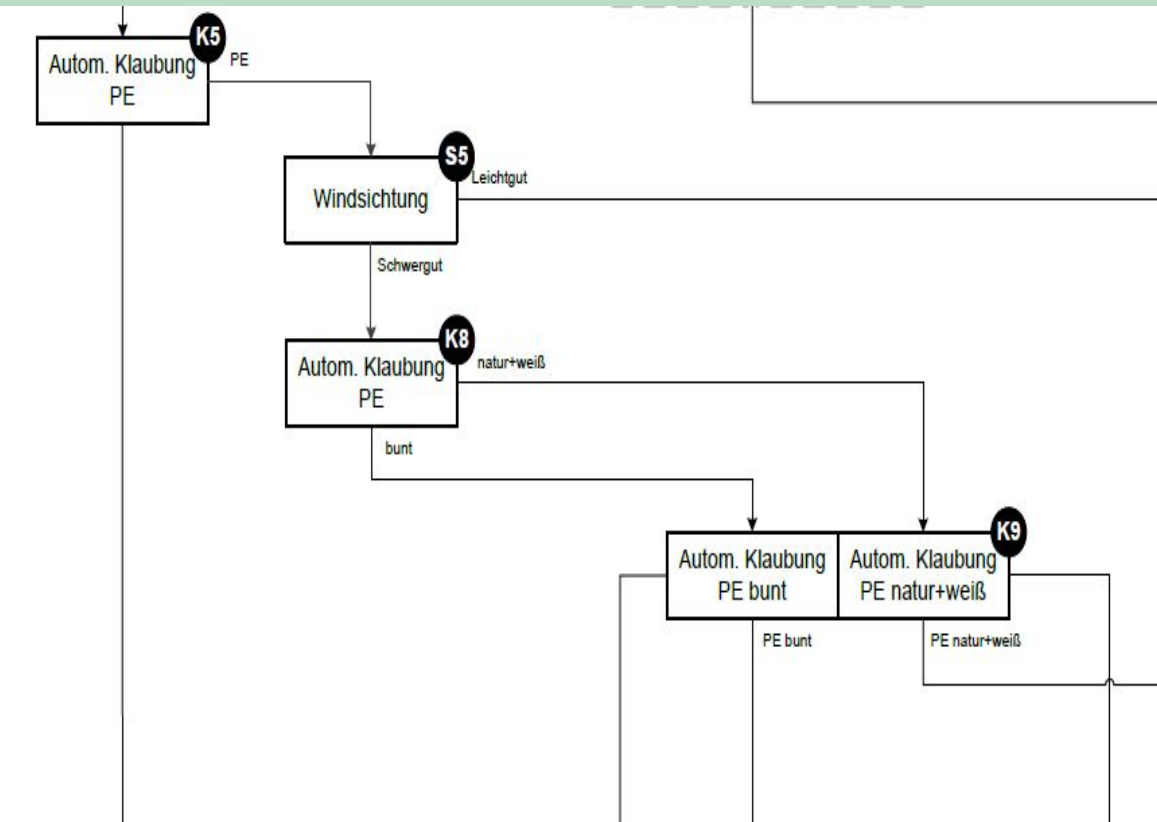 K5
Autom. Klaubung
PE
PE
S5
Leichtgut
Windsichtung
Schwergut
K8
natur+weiß
Autom. Klaubung
PE
bunt
K9
Autom. Klaubung
PE bunt
Autom. Klaubung
PE natur+weiß
PE bunt
PE natur+weiß